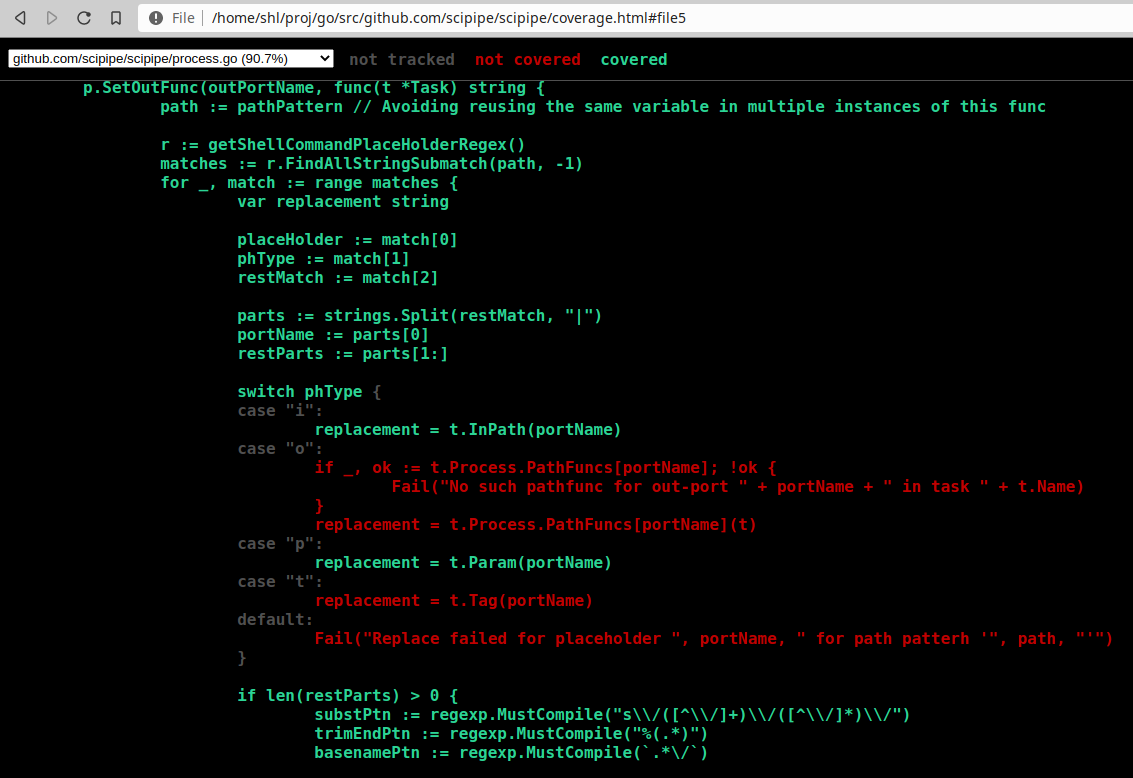 File /home/shl/proj/go/src/github.com/scipipe/scipipe/coverage.html#file5
github.com/scipipe/scipipe/process.go (90.7%) not tracked not covered covered
p.SetOutFunc(outPortName, func(t *Task) string {
path := pathPattern // Avoiding reusing the same variable in multiple instances of this func
r := getShellCommandPlaceHolderRegex()
matches := r.FindAllStringSubmatch(path, -1)
for _, match := range matches {
var replacement string
placeHolder := match[0]
phType := match[1]
restMatch := match[2]
parts := strings.Split(restMatch, "|")
portName := parts[0]
restParts := parts[1:]
switch phType {
case "i":
replacement = t.InPath(portName)
case "o":
if _, ok := t.Process.PathFuncs[portName]; !ok {
Fail("No such pathfunc for out-port " + portName + " in task " + t.Name)
}
replacement = t.Process.PathFuncs[portName](t)
case "p":
replacement = t.Param(portName)
case "t":
replacement = t.Tag(portName)
default:
Fail("Replace failed for placeholder ", portName, " for path patterh '", path, "'")
}
if len(restParts) > 0 {
substPtn := regexp.MustCompile("s\\/([^\\/]+)\\/([^\\/]*)\\/")
trimEndPtn := regexp.MustCompile("%(.*)")
basenamePtn := regexp.MustCompile(`.*\/`)